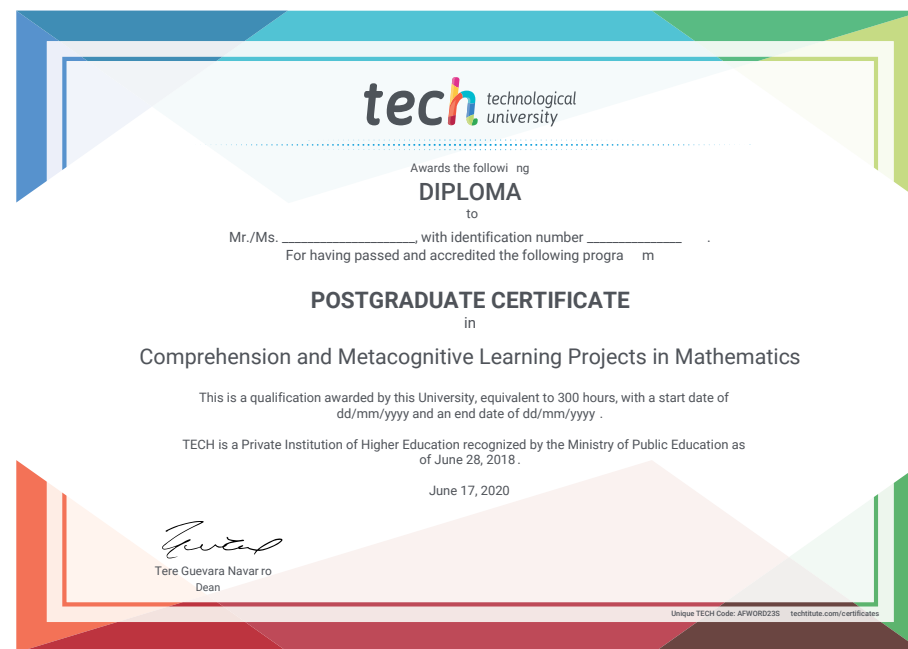 tech technological
university
Awards the followi ng
DIPLOMA
to
Mr./Ms. ___________________, with identification number ______________ .
For having passed and accredited the following progra m
POSTGRADUATE CERTIFICATE
in
Comprehension and Metacognitive Learning Projects in Mathematics
This is a qualification awarded by this University, equivalent to 300 hours, with a start date of
dd/mm/yyyy and an end date of dd/mm/yyyy .
TECH is a Private Institution of Higher Education recognized by the Ministry of Public Education as
of June 28, 2018 .
June 17, 2020
Tere Guevara Navar ro
Dean
Unique TECH Code: AFWORD23S techtitute.com/certificates